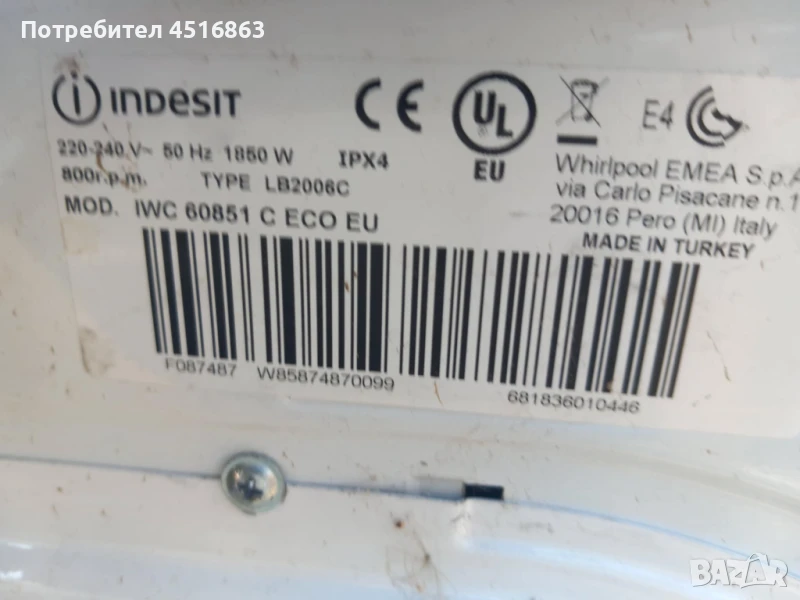 Потребител 4516863
indesit
CE
UL
EU
E4
220-240 V~ 50 Hz 1850 W IPX4
800r.p.m. TYPE LB2006C
MOD. IWC 60851 C ECO EU
Whirlpool EMEA S.p.A
via Carlo Pisacane n.1
20016 Pero (MI) Italy
MADE IN TURKEY
F087487 W85874870099
681836010446
BAZAR